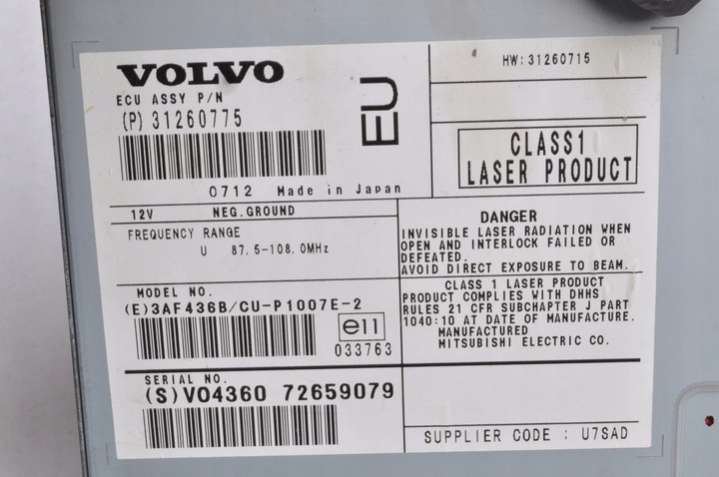 VOLVO
ECU ASSY P/N
(P) 31260775
EU
0712 Made in Japan
HW:31260715
CLASS1
LASER PRODUCT
12V NEG.GROUND
FREQUENCY RANGE
U 87.5-108.0MHz
DANGER
INVISIBLE LASER RADIATION WHEN
OPEN AND INTERLOCK FAILED OR
DEFEATED.
AVOID DIRECT EXPOSURE TO BEAM.
MODEL NO.
(E)3AF436B/CU-P1007E-2
e11
033763
CLASS 1 LASER PRODUCT
PRODUCT COMPLIES WITH DHHS
RULES 21 CFR SUBCHAPTER J PART
1040:10 AT DATE OF MANUFACTURE.
MANUFACTURED
MITSUBISHI ELECTRIC CO.
SERIAL NO.
(S)V04360 72659079
SUPPLIER CODE : U7SAD